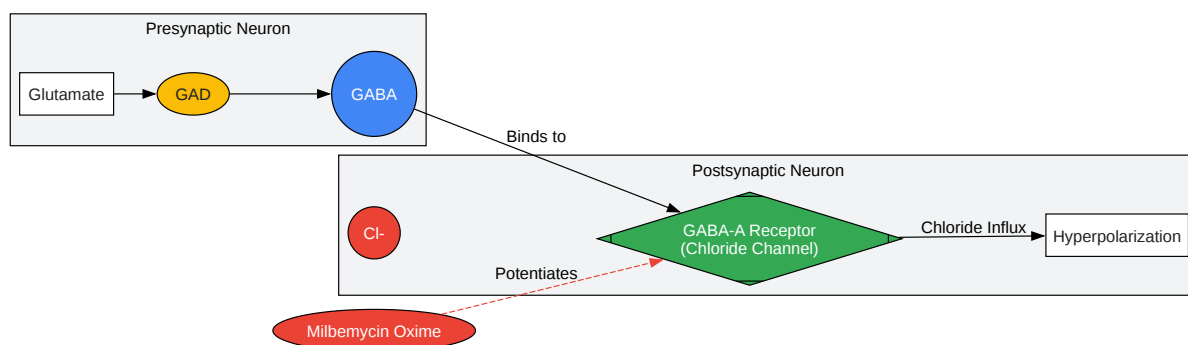 Presynaptic Neuron
Glutamate
GAD
GABA
Binds to
Postsynaptic Neuron
Cl-
GABA-A Receptor
(Chloride Channel)
Chloride Influx
Hyperpolarization
Potentiates
Milbemycin Oxime